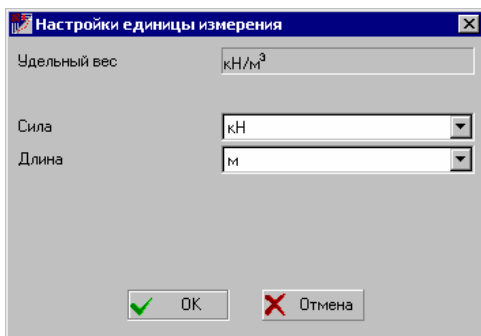 Настройки единицы измерения
Удельный вес кН/м³
Сила кН
Длина м
OK Отмена